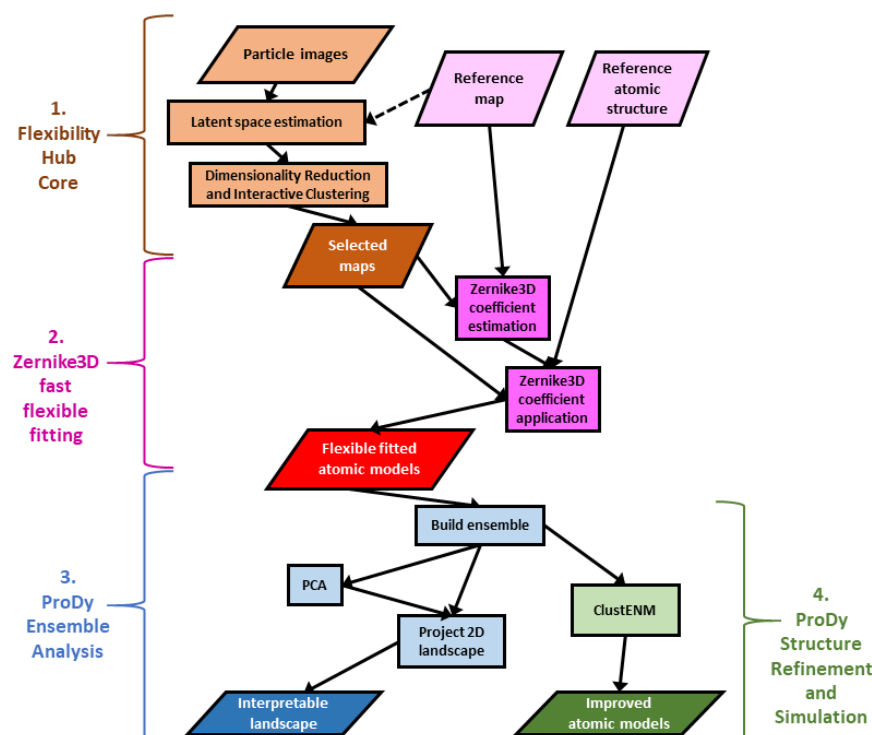 Particle images
Reference
map
Reference
atomic
structure
1.
Flexibility
Hub
Core
Latent space estimation
Dimensionality Reduction
and Interactive Clustering
Selected
maps
Zernike3D
coefficient
estimation
2.
Zernike3D
fast
flexible
fitting
Zernike3D
coefficient
application
Flexible fitted
atomic models
Build ensemble
3.
ProDy
Ensemble
Analysis
PCA
ClustENM
Project 2D
landscape
4.
ProDy
Structure
Refinement
and
Simulation
Interpretable
landscape
Improved
atomic models